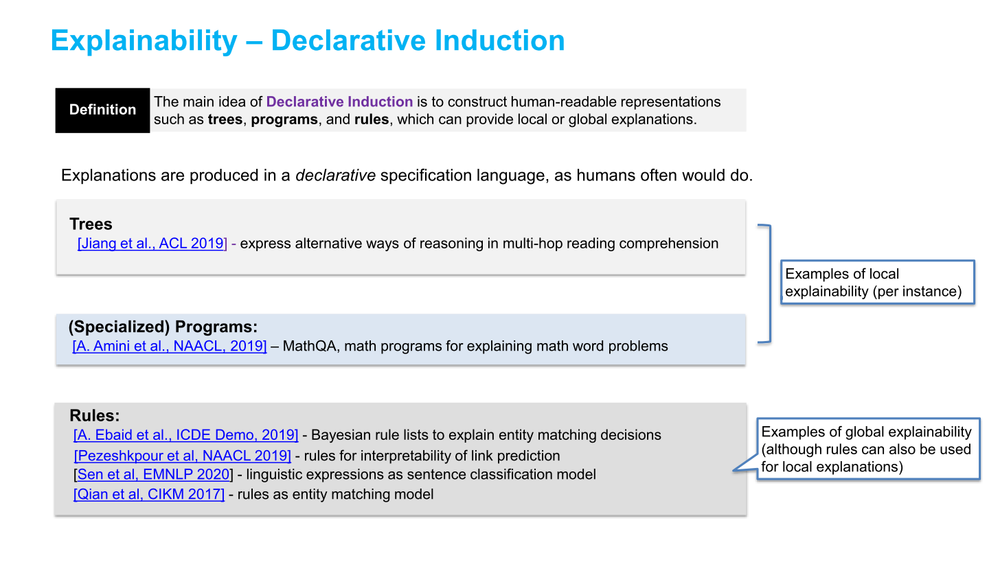 Explainability – Declarative Induction
Definition
The main idea of Declarative Induction is to construct human-readable representations
such as trees, programs, and rules, which can provide local or global explanations.
Explanations are produced in a declarative specification language, as humans often would do.
Trees
[Jiang et al., ACL 2019] - express alternative ways of reasoning in multi-hop reading comprehension
Examples of local
explainability (per instance)
(Specialized) Programs:
[A. Amini et al., NAACL, 2019] – MathQA, math programs for explaining math word problems
Rules:
[A. Ebaid et al., ICDE Demo, 2019] - Bayesian rule lists to explain entity matching decisions
[Pezeshkpour et al, NAACL 2019] - rules for interpretability of link prediction
[Sen et al, EMNLP 2020] - linguistic expressions as sentence classification model
[Qian et al, CIKM 2017] - rules as entity matching model
Examples of global explainability
(although rules can also be used
for local explanations)